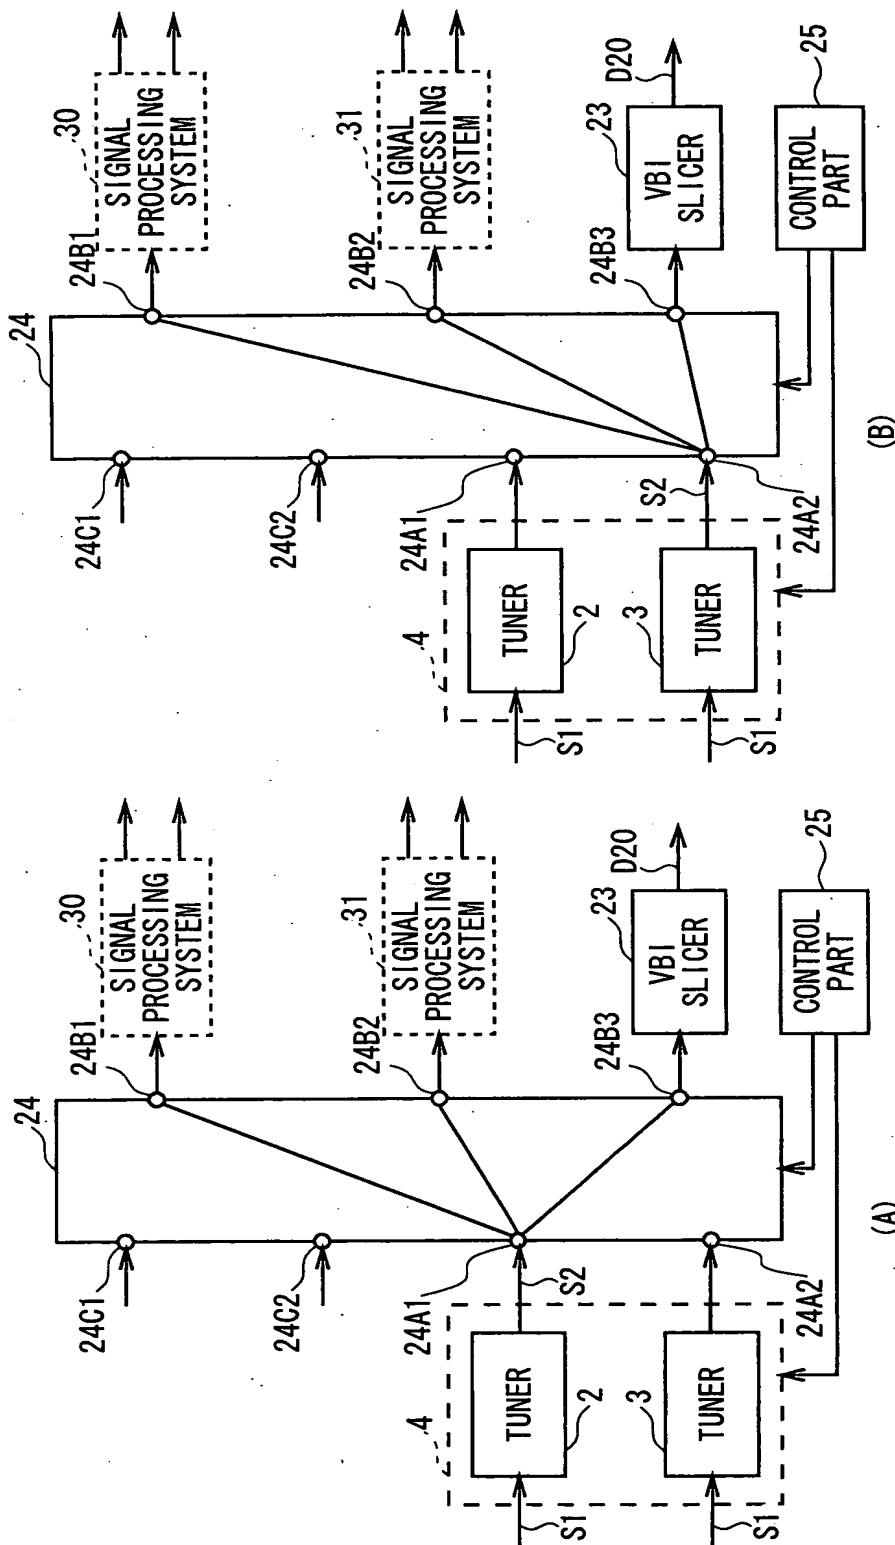 24
24C1
24B1
30
SIGNAL
PROCESSING
SYSTEM
24C2
24B2
31
SIGNAL
PROCESSING
SYSTEM
4
24A1
S1
TUNER
2
S2
24B3
23
VBI
SLICER
D20
S1
3
TUNER
24A2
25
CONTROL
PART
(A)
24
24C1
24B1
30
SIGNAL
PROCESSING
SYSTEM
24C2
24B2
31
SIGNAL
PROCESSING
SYSTEM
4
24A1
S1
TUNER
2
24B3
23
VBI
SLICER
D20
S1
3
TUNER
S2
24A2
25
CONTROL
PART
(B)